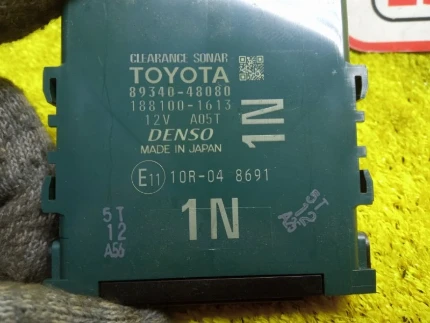 CLEARANCE SONAR
TOYOTA
89340-48080
188100-1613
12V A05T
DENSO
MADE IN JAPAN
1N
E11 10R-04 8691
1N
5T
12
A56